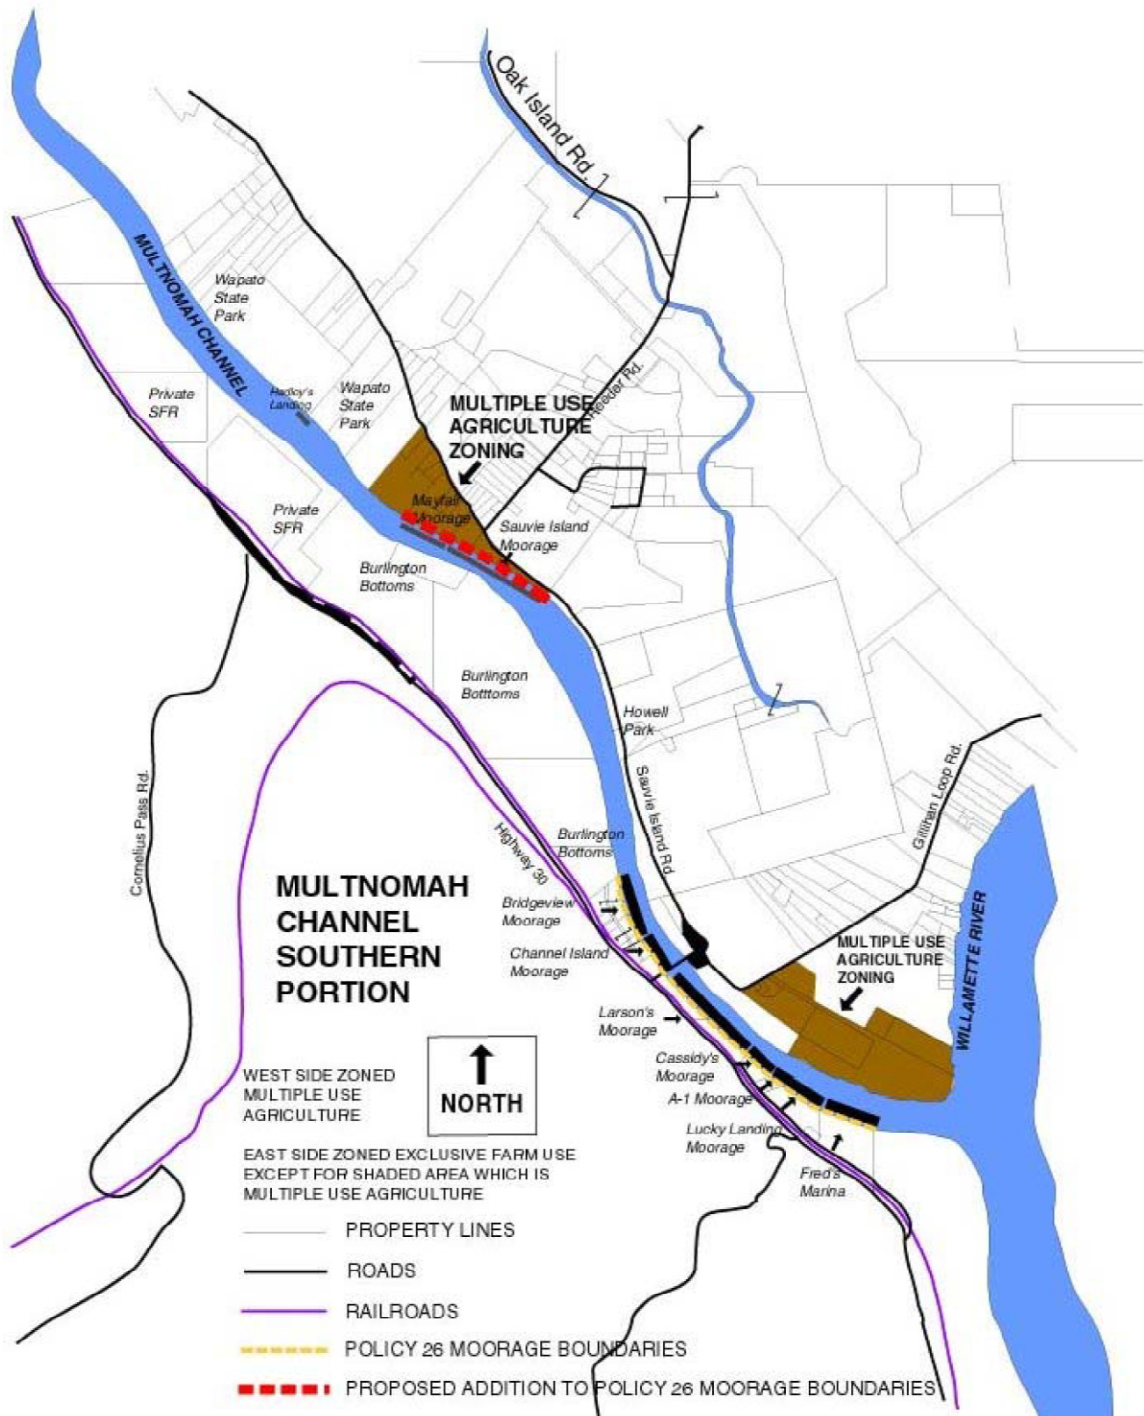 Oak Island Rd.
MULTNOMAH CHANNEL
Wapato
State
Park
Private
SFR
Hadley's
Landing
Wapato
State
Park
MULTIPLE USE
AGRICULTURE
ZONING
Reeder Rd.
Private
SFR
Mayfair
Moorage
Sauvie Island
Moorage
Burlington
Bottoms
Burlington
Botttoms
Howell
Park
Sauvie Island Rd
Cornelius Pass Rd.
Gillihan Loop Rd.
Highway 30
Burlington
Bottoms
MULTNOMAH
CHANNEL
SOUTHERN
PORTION
Bridgeview
Moorage
Channel Island
Moorage
MULTIPLE USE
AGRICULTURE
ZONING
WILLAMETTE RIVER
Larson's
Moorage
Cassidy's
Moorage
A-1 Moorage
Lucky Landing
Moorage
Fred's
Marina
NORTH
WEST SIDE ZONED
MULTIPLE USE
AGRICULTURE
EAST SIDE ZONED EXCLUSIVE FARM USE
EXCEPT FOR SHADED AREA WHICH IS
MULTIPLE USE AGRICULTURE
PROPERTY LINES
ROADS
RAILROADS
POLICY 26 MOORAGE BOUNDARIES
PROPOSED ADDITION TO POLICY 26 MOORAGE BOUNDARIES